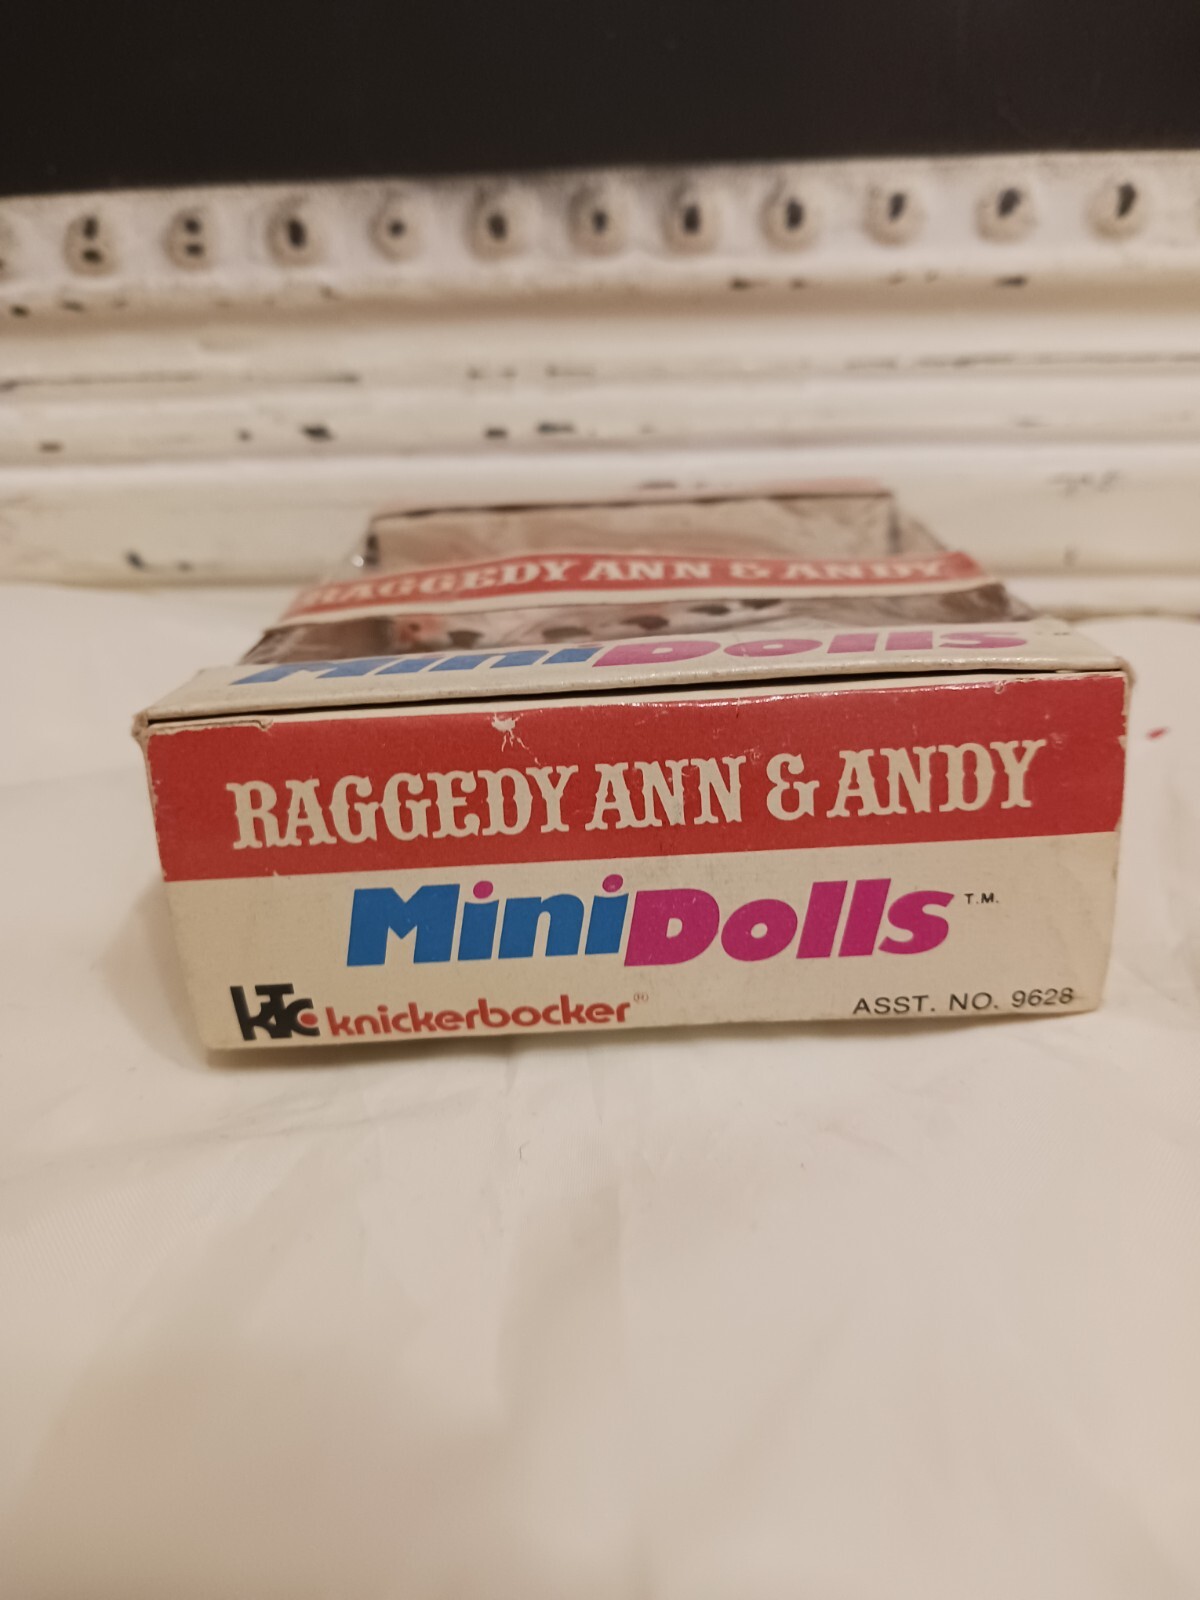 RAGGEDY ANN & ANDY
MiniDolls
RAGGEDY ANN & ANDY
MiniDolls T.M.
KTC knickerbocker® ASST. NO. 9628